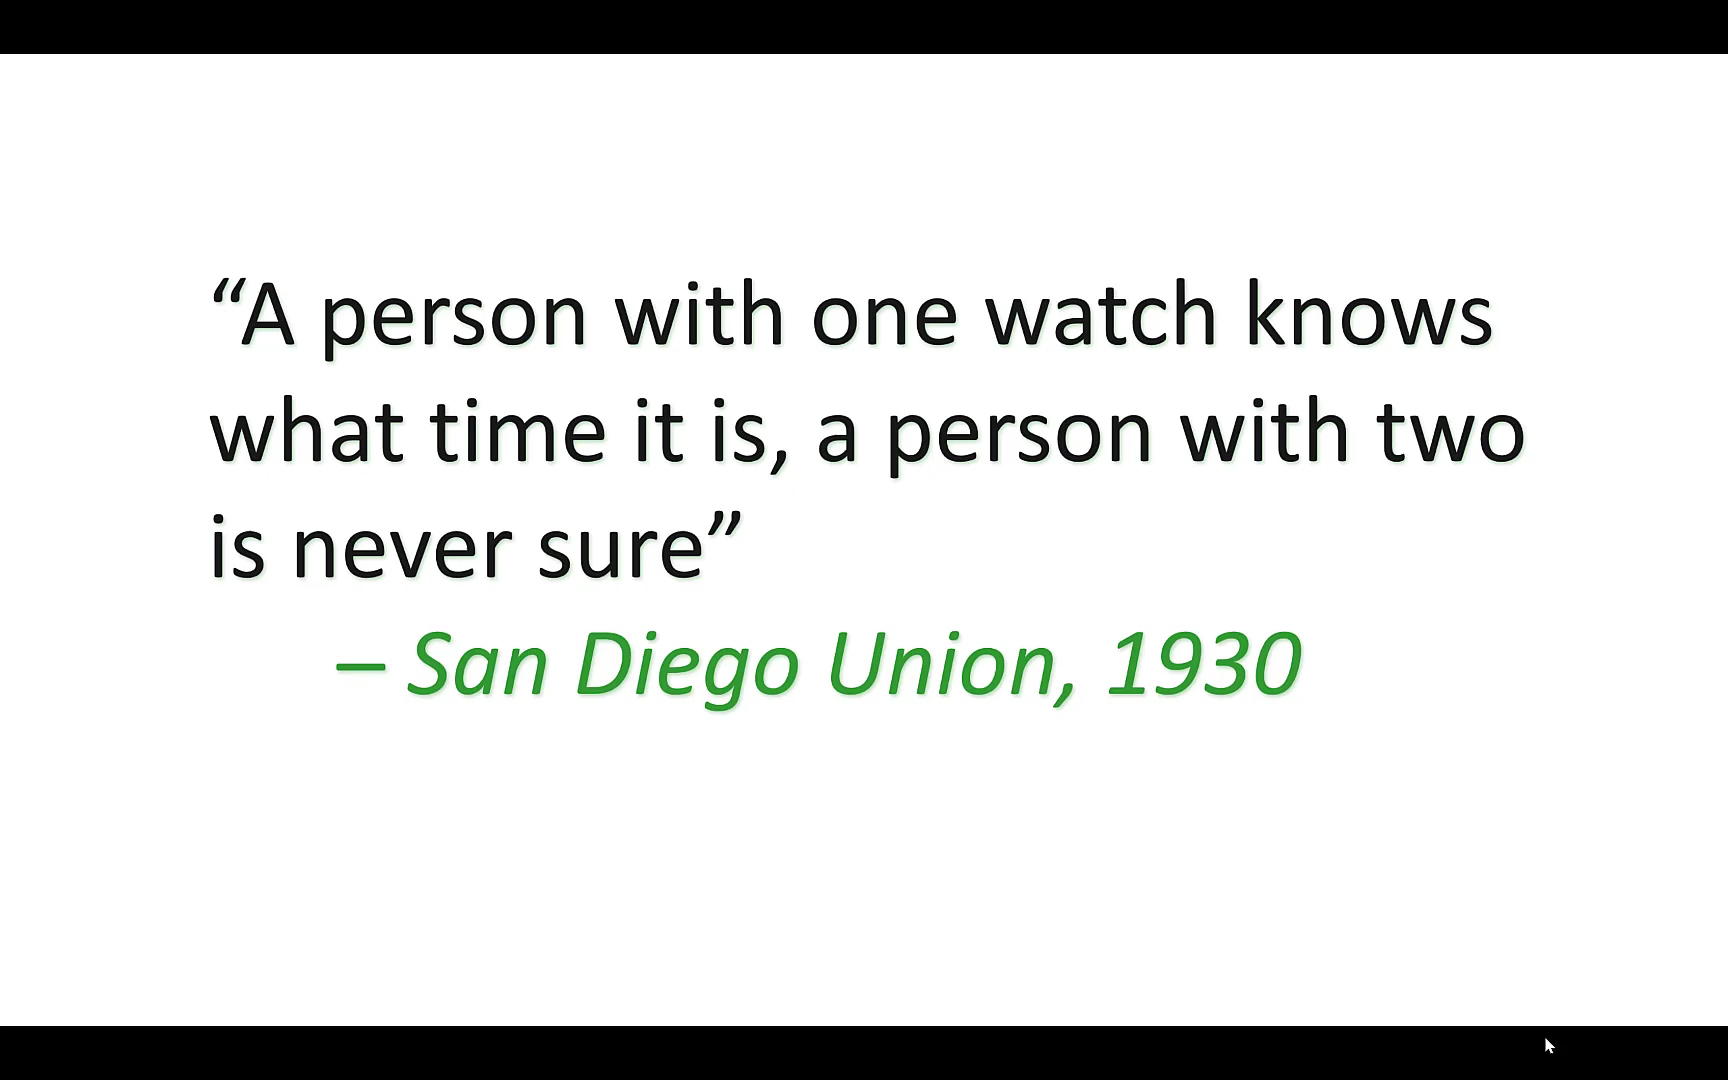 “A person with one watch knows
what time it is, a person with two
is never sure”
– San Diego Union, 1930